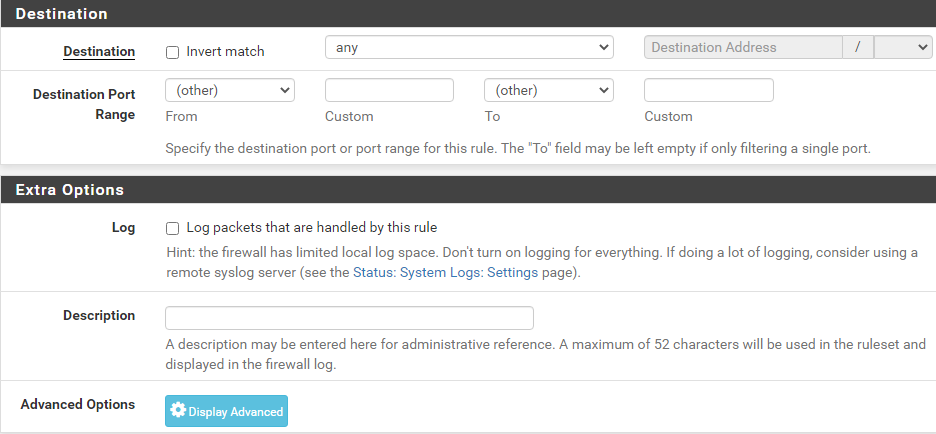 Destination
Destination Invert match any Destination Address /
Destination Port Range (other) (other)
From Custom To Custom
Specify the destination port or port range for this rule. The "To" field may be left empty if only filtering a single port.
Extra Options
Log Log packets that are handled by this rule
Hint: the firewall has limited local log space. Don't turn on logging for everything. If doing a lot of logging, consider using a
remote syslog server (see the Status: System Logs: Settings page).
Description
A description may be entered here for administrative reference. A maximum of 52 characters will be used in the ruleset and
displayed in the firewall log.
Advanced Options Display Advanced